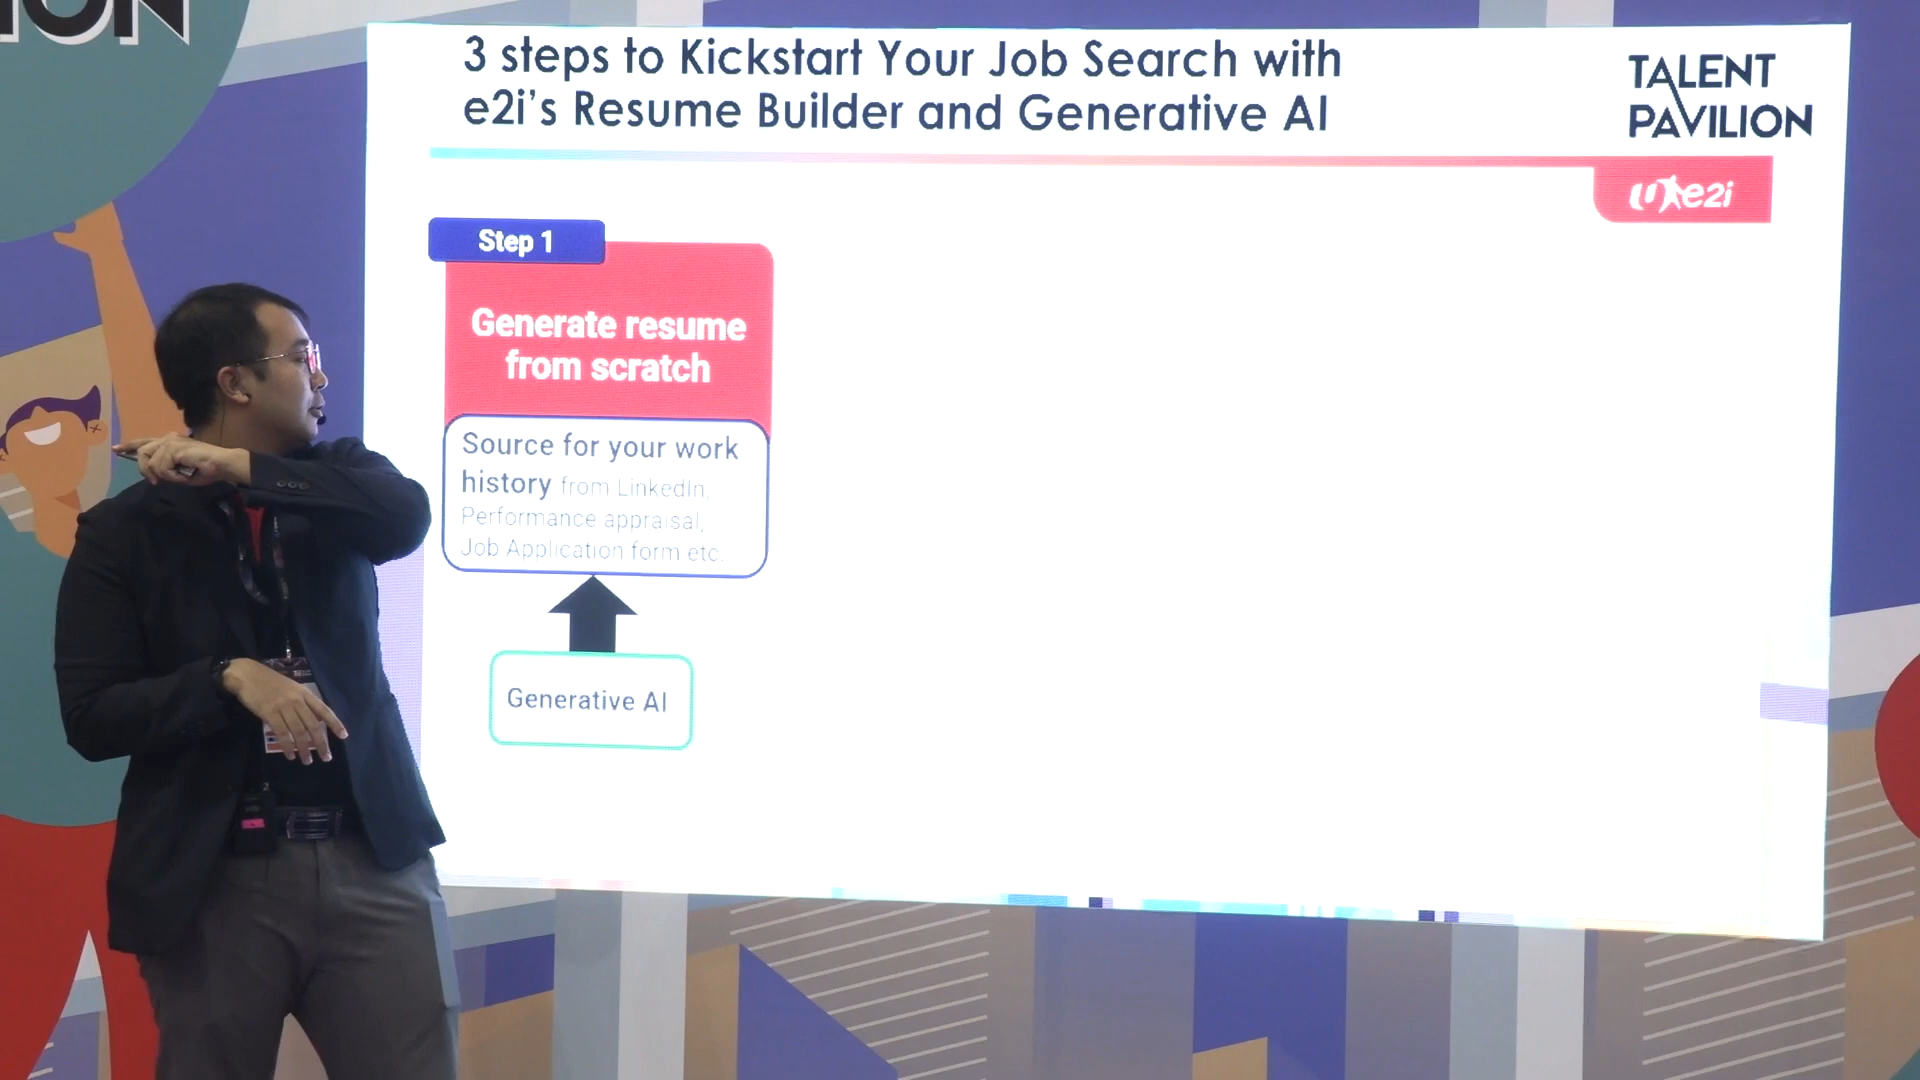 ION
3 steps to Kickstart Your Job Search with
e2i's Resume Builder and Generative AI
TALENT
PAVILION
U e2i
Step 1
Generate resume
from scratch
Source for your work
history from LinkedIn,
Performance appraisal,
Job Application form etc.
Generative AI